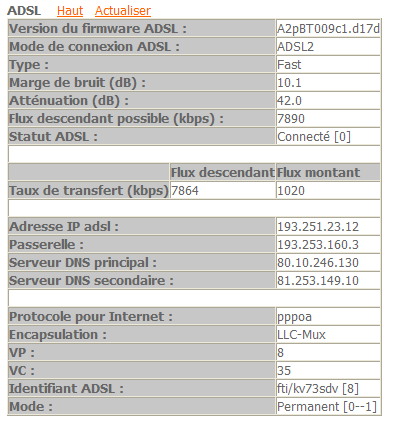 ADSL Haut Actualiser
Version du firmware ADSL : A2pBT009c1.d17d
Mode de connexion ADSL : ADSL2
Type : Fast
Marge de bruit (dB) : 10.1
Atténuation (dB) : 42.0
Flux descendant possible (kbps) : 7890
Statut ADSL : Connecté [0]
Flux descendant Flux montant
Taux de transfert (kbps) 7864 1020
Adresse IP adsl : 193.251.23.12
Passerelle : 193.253.160.3
Serveur DNS principal : 80.10.246.130
Serveur DNS secondaire : 81.253.149.10
Protocole pour Internet : pppoa
Encapsulation : LLC-Mux
VP : 8
VC : 35
Identifiant ADSL : fti/kv73sdv [8]
Mode : Permanent [0--1]